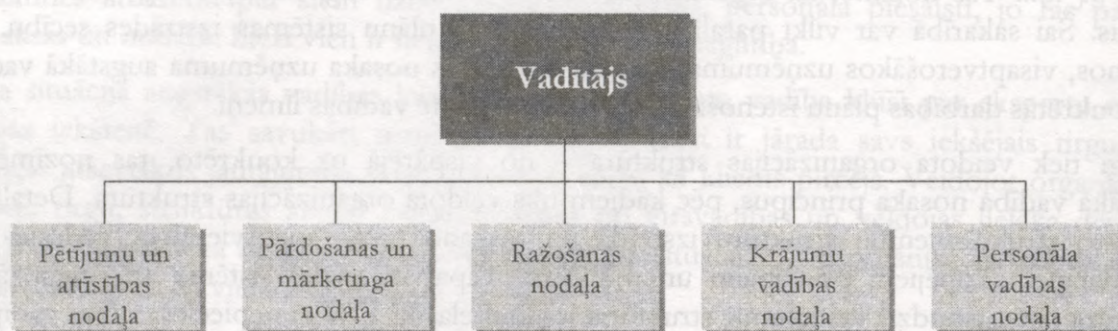 Vadītājs
Pētījumu un
attīstības
nodaļa
Pārdošanas un
mārketinga
nodaļa
Ražošanas
nodaļa
Krājumu
vadības
nodaļa
Personāla
vadības
nodaļa